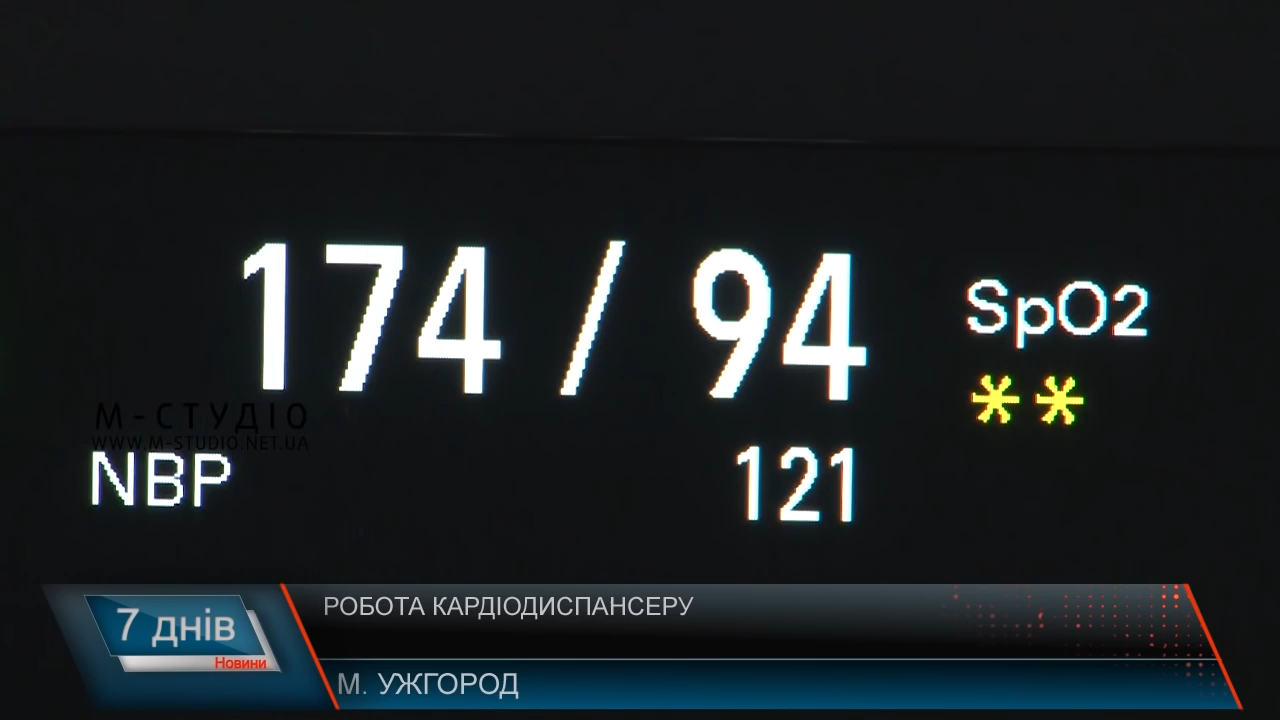 174 / 94
SpO2
**
М-СТУДІО
WWW.M-STUDIO.NET.UA
NBP
121
7 днів
Новини
РОБОТА КАРДІОДИСПАНСЕРУ
М. УЖГОРОД